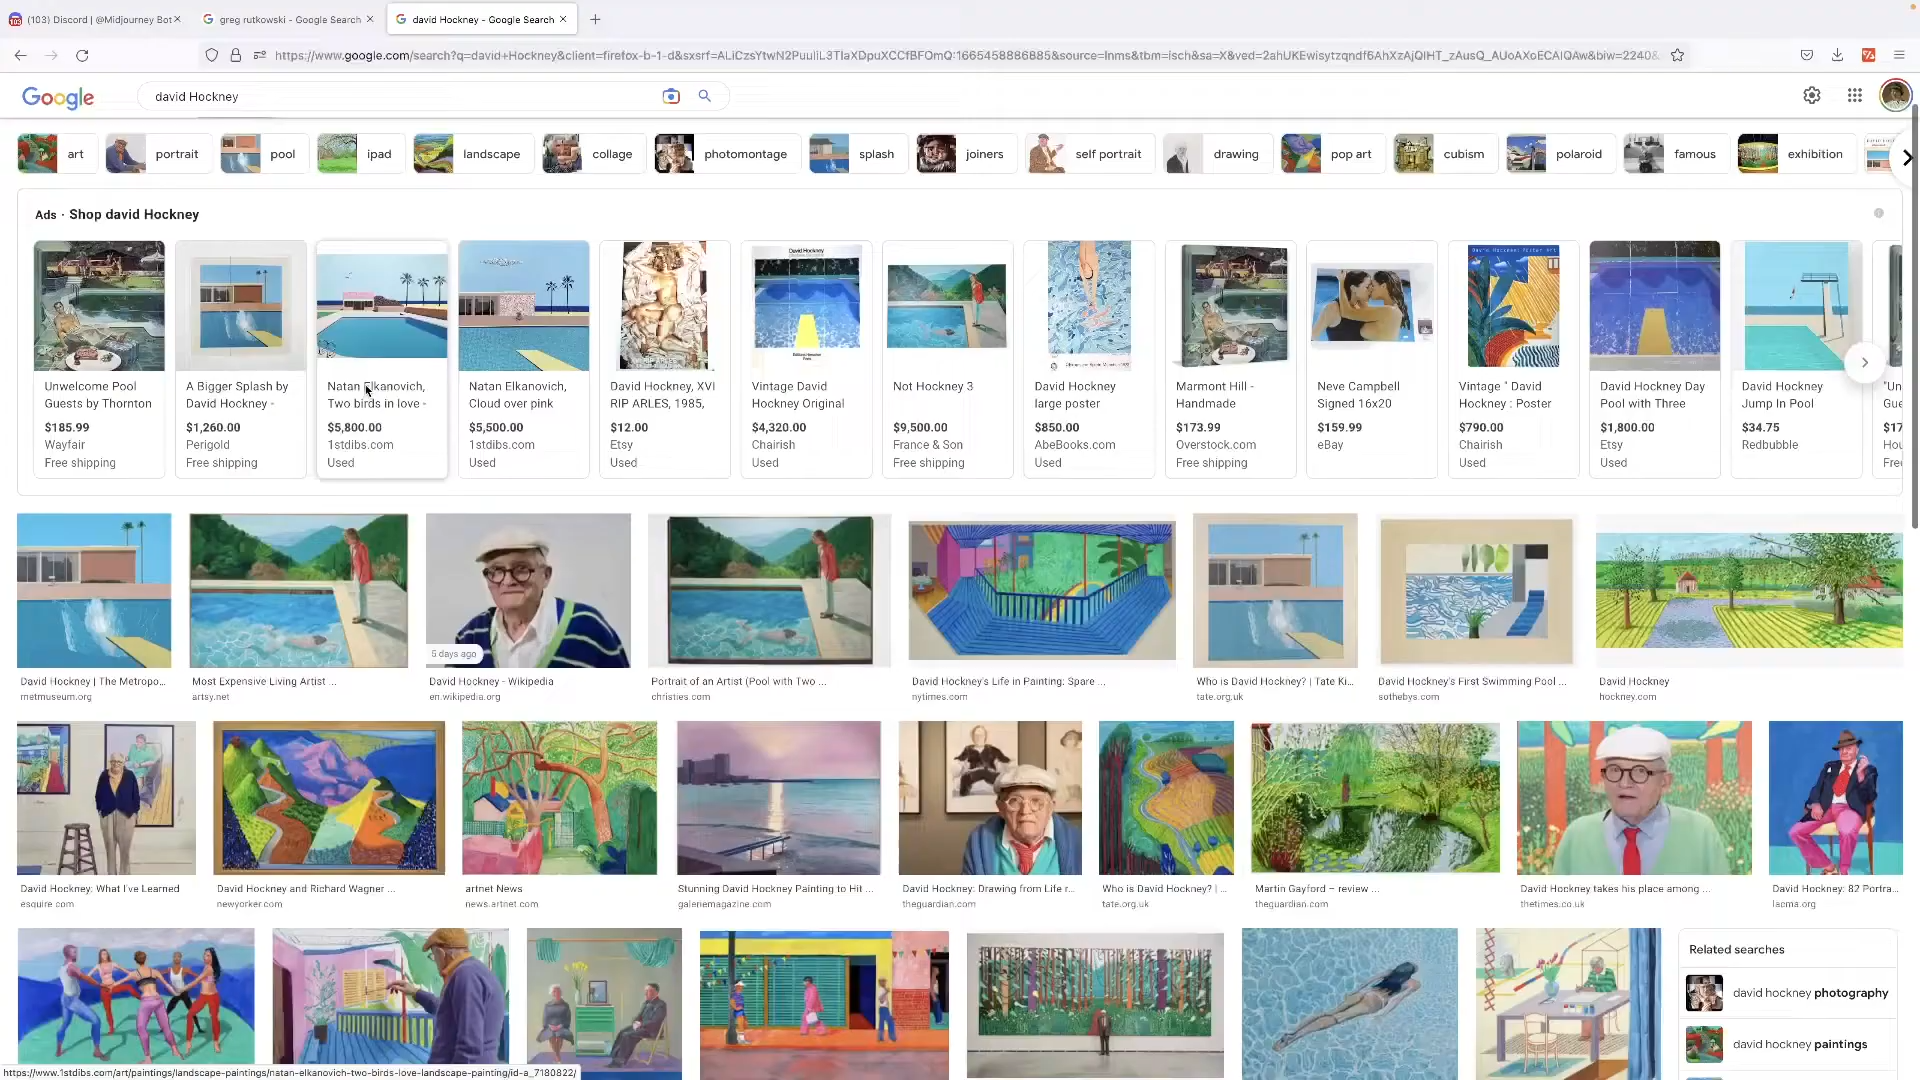 (103) Discord | @Midjourney Bot
greg rutkowski - Google Search
david Hockney - Google Search
https://www.google.com/search?q=david+Hockney&client=firefox-b-1-d&sxsrf=
Google
david Hockney
art
portrait
pool
ipad
landscape
collage
photomontage
splash
joiners
self portrait
drawing
pop art
cubism
polaroid
famous
exhibition
Ads · Shop david Hockney
Unwelcome Pool
Guests by Thornton
$185.99
Wayfair
Free shipping
A Bigger Splash by
David Hockney -
$1,260.00
Perigold
Free shipping
Natan Elkanovich,
Two birds in love -
$5,800.00
1stdibs.com
Used
Natan Elkanovich,
Cloud over pink
$5,500.00
1stdibs.com
Used
David Hockney, XVI
RIP ARLES, 1985,
$12.00
Etsy
Used
David Hockney
Vintage David
Hockney Original
$4,320.00
Chairish
Used
Not Hockney 3
$9,500.00
France & Son
Free shipping
David Hockney
large poster
$850.00
AbeBooks.com
Used
Marmont Hill -
Handmade
$173.99
Overstock.com
Free shipping
Neve Campbell
Signed 16x20
$159.99
eBay
Vintage " David
Hockney : Poster
$790.00
Chairish
Used
David Hockney Day
Pool with Three
$1,800.00
Etsy
Used
David Hockney
Jump In Pool
$34.75
Redbubble
"Un
Gue
$17
Hou
Free
David Hockney | The Metropo...
metmuseum.org
Most Expensive Living Artist ...
artsy.net
5 days ago
David Hockney - Wikipedia
en.wikipedia.org
Portrait of an Artist (Pool with Two ...
christies.com
David Hockney's Life in Painting: Spare ...
nytimes.com
Who is David Hockney? | Tate Ki...
tate.org.uk
David Hockney's First Swimming Pool ...
sothebys.com
David Hockney
hockney.com
David Hockney: What I've Learned
esquire.com
David Hockney and Richard Wagner ...
newyorker.com
artnet News
news.artnet.com
Stunning David Hockney Painting to Hit ...
galeriemagazine.com
David Hockney: Drawing from Life r...
theguardian.com
Who is David Hockney? | ...
tate.org.uk
Martin Gayford – review ...
theguardian.com
David Hockney takes his place among ...
thetimes.co.uk
David Hockney: 82 Portra...
lacma.org
Related searches
david hockney photography
david hockney paintings
https://www.1stdibs.com/art/paintings/landscape-paintings/natan-elkanovich-two-birds-love-landscape-painting/id-a_7180822/